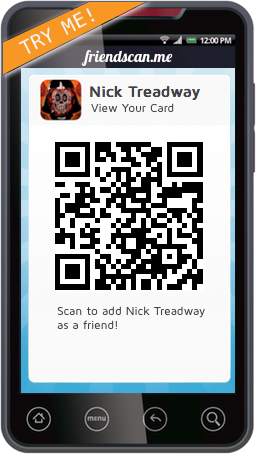 TRY ME!
12:00 PM
friendscan.me
Nick Treadway
View Your Card
Scan to add Nick Treadway
as a friend!
MENU